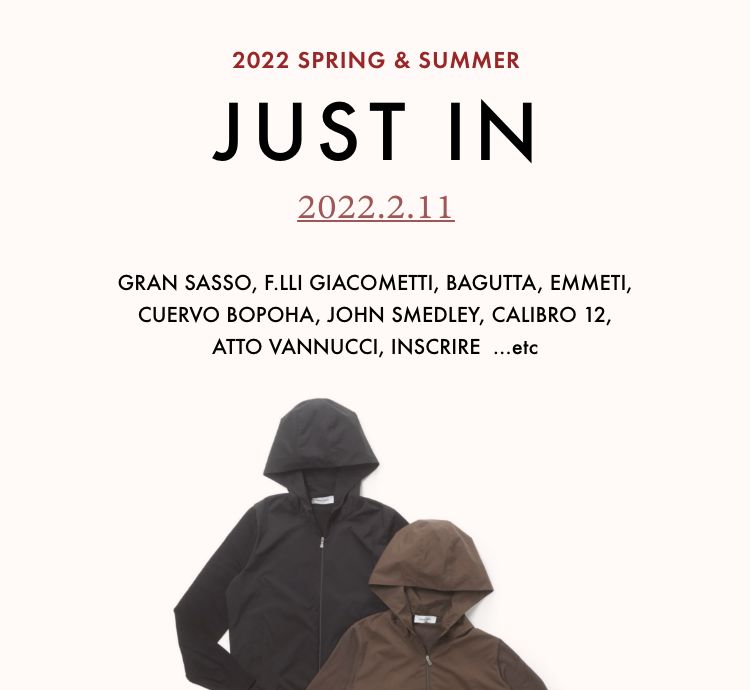 2022 SPRING & SUMMER
JUST IN
2022.2.11
GRAN SASSO, F.LLI GIACOMETTI, BAGUTTA, EMMETI,
CUERVO BOPOHA, JOHN SMEDLEY, CALIBRO 12,
ATTO VANNUCCI, INSCRIRE ...etc